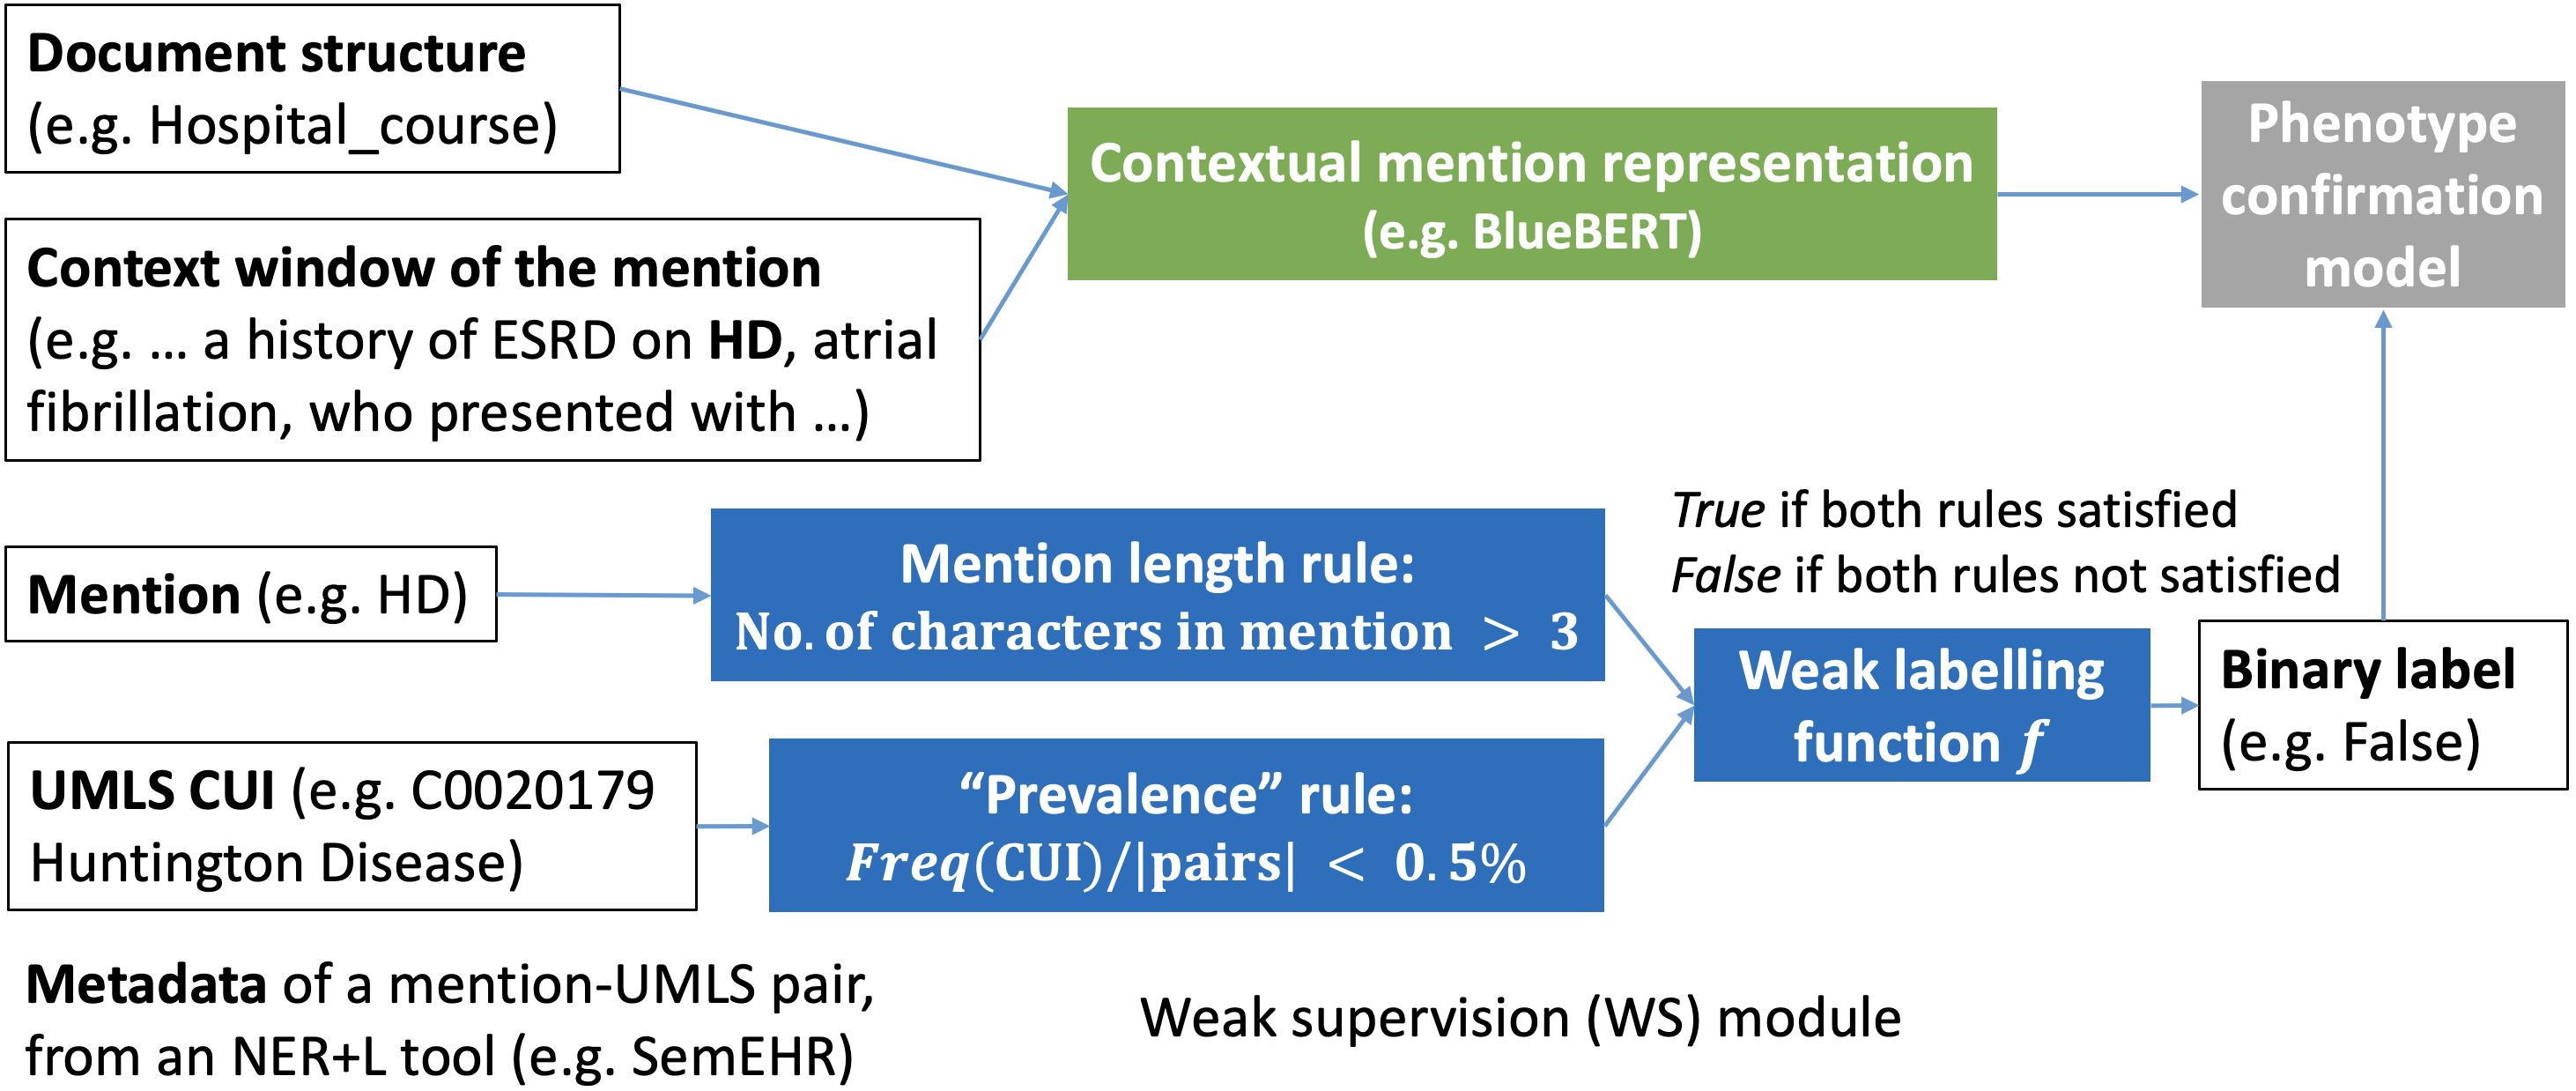 Document structure
(e.g. Hospital_course)
Context window of the mention
(e.g. … a history of ESRD on HD, atrial
fibrillation, who presented with …)
Contextual mention representation
(e.g. BlueBERT)
Phenotype
confirmation
model
Mention (e.g. HD)
Mention length rule:
No. of characters in mention > 3
True if both rules satisfied
False if both rules not satisfied
UMLS CUI (e.g. C0020179
Huntington Disease)
“Prevalence” rule:
Freq(CUI)/|pairs| < 0.5%
Weak labelling
function f
Binary label
(e.g. False)
Metadata of a mention-UMLS pair,
from an NER+L tool (e.g. SemEHR)
Weak supervision (WS) module